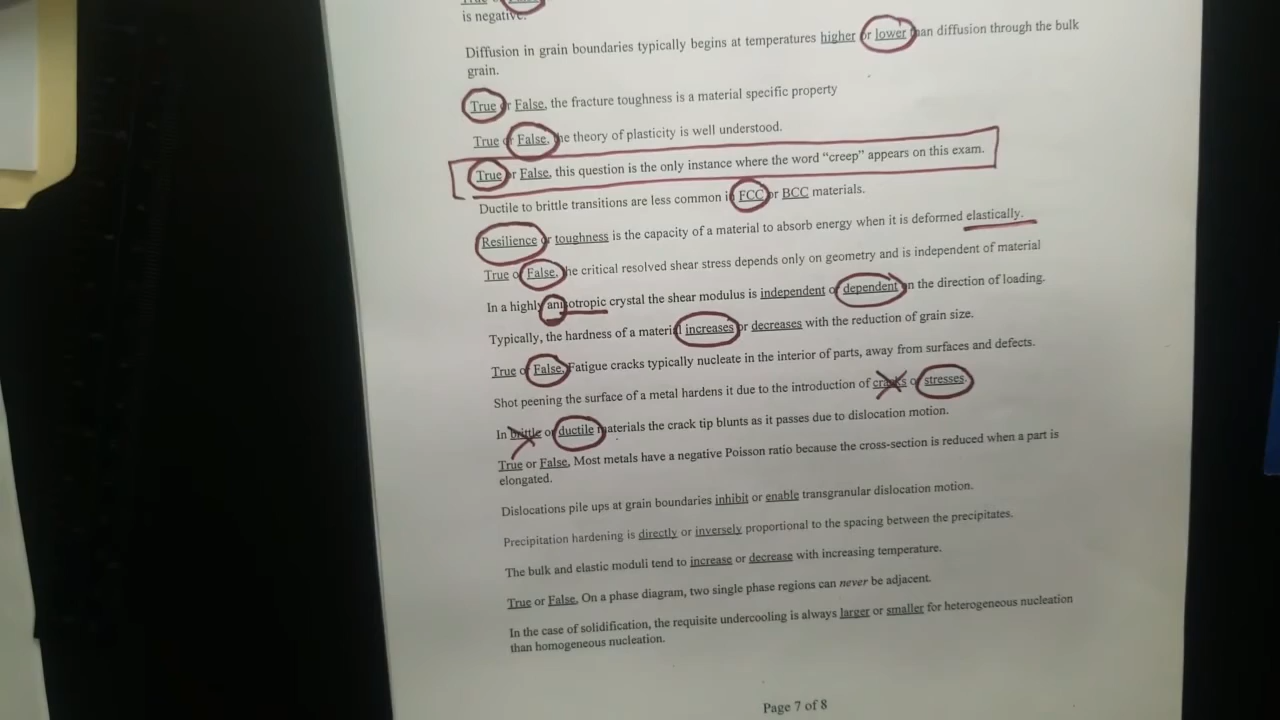 is negative.
Diffusion in grain boundaries typically begins at temperatures higher or lower than diffusion through the bulk
grain.
True or False, the fracture toughness is a material specific property
True or False, the theory of plasticity is well understood.
True or False, this question is the only instance where the word “creep” appears on this exam.
Ductile to brittle transitions are less common in FCC or BCC materials.
Resilience or toughness is the capacity of a material to absorb energy when it is deformed elastically.
True or False, the critical resolved shear stress depends only on geometry and is independent of material
In a highly anisotropic crystal the shear modulus is independent or dependent on the direction of loading.
Typically, the hardness of a material increases or decreases with the reduction of grain size.
True or False, Fatigue cracks typically nucleate in the interior of parts, away from surfaces and defects.
Shot peening the surface of a metal hardens it due to the introduction of cracks or stresses.
In brittle or ductile materials the crack tip blunts as it passes due to dislocation motion.
True or False, Most metals have a negative Poisson ratio because the cross-section is reduced when a part is
elongated.
Dislocations pile ups at grain boundaries inhibit or enable transgranular dislocation motion.
Precipitation hardening is directly or inversely proportional to the spacing between the precipitates.
The bulk and elastic moduli tend to increase or decrease with increasing temperature.
True or False, On a phase diagram, two single phase regions can never be adjacent.
In the case of solidification, the requisite undercooling is always larger or smaller for heterogeneous nucleation
than homogeneous nucleation.
Page 7 of 8